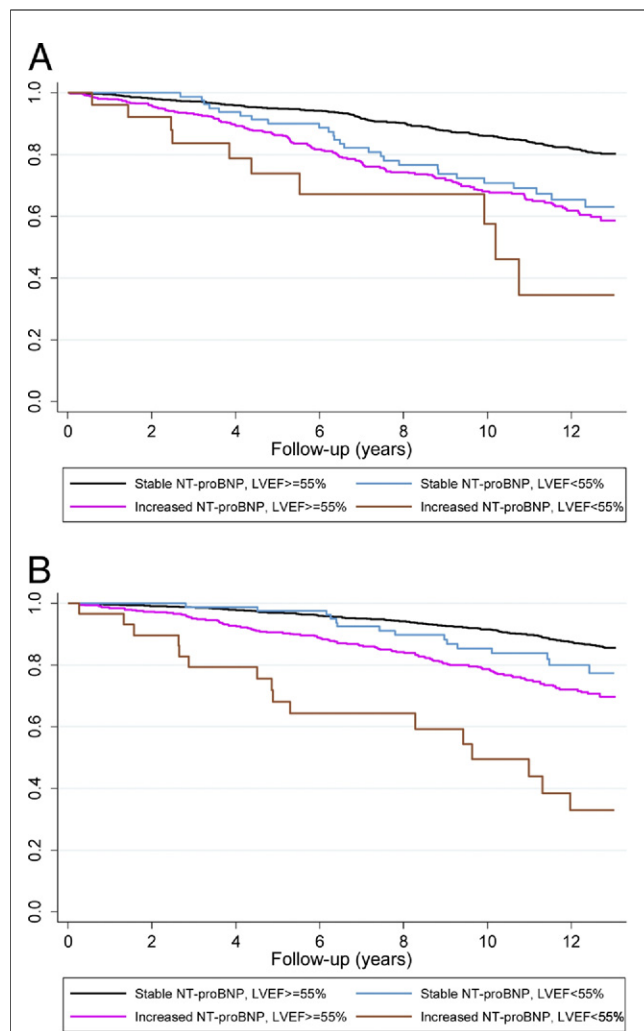 A
1.0
0.8
0.6
0.4
0.2
0.0
0 2 4 6 8 10 12
Follow-up (years)
Stable NT-proBNP, LVEF>=55% Stable NT-proBNP, LVEF<55%
Increased NT-proBNP, LVEF>=55% Increased NT-proBNP, LVEF<55%
B
1.0
0.8
0.6
0.4
0.2
0.0
0 2 4 6 8 10 12
Follow-up (years)
Stable NT-proBNP, LVEF>=55% Stable NT-proBNP, LVEF<55%
Increased NT-proBNP, LVEF>=55% Increased NT-proBNP, LVEF<55%